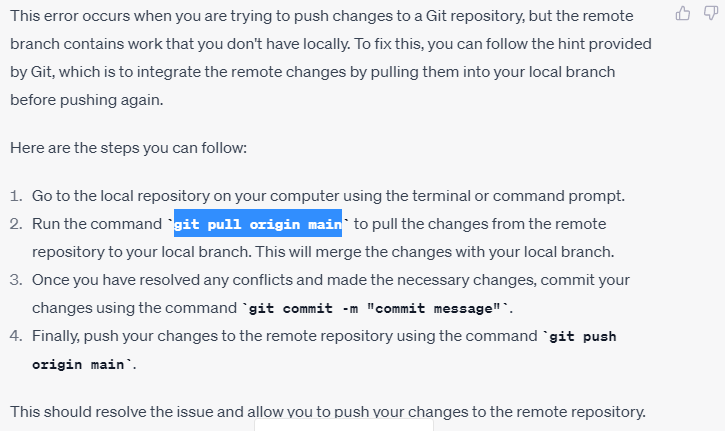 This error occurs when you are trying to push changes to a Git repository, but the remote
branch contains work that you don't have locally. To fix this, you can follow the hint provided
by Git, which is to integrate the remote changes by pulling them into your local branch
before pushing again.
Here are the steps you can follow:
1. Go to the local repository on your computer using the terminal or command prompt.
2. Run the command `git pull origin main` to pull the changes from the remote
repository to your local branch. This will merge the changes with your local branch.
3. Once you have resolved any conflicts and made the necessary changes, commit your
changes using the command `git commit -m "commit message"`.
4. Finally, push your changes to the remote repository using the command `git push
origin main`.
This should resolve the issue and allow you to push your changes to the remote repository.